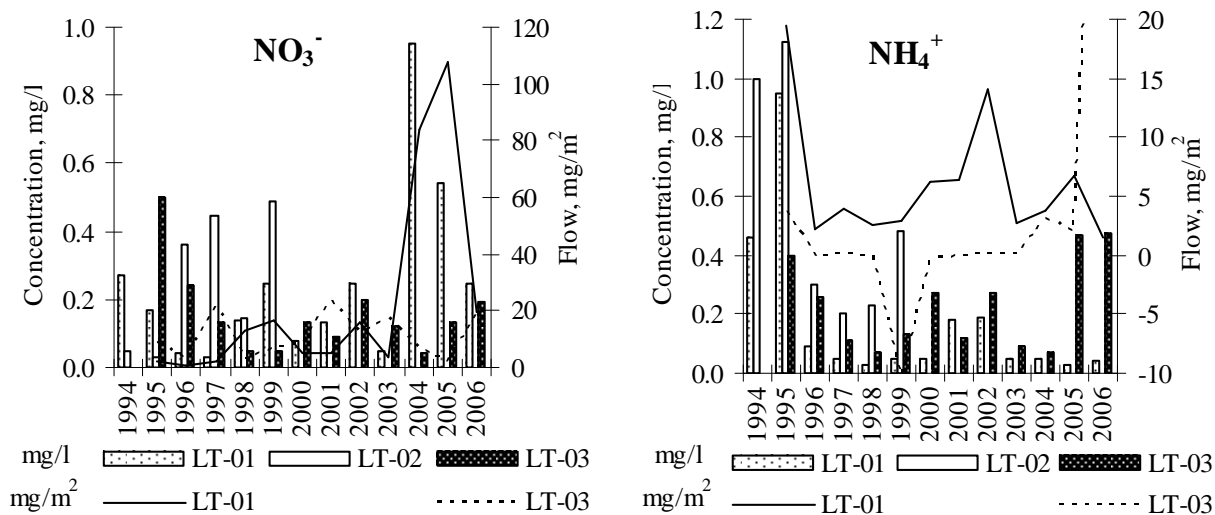 NO₃⁻
Concentration, mg/l
1.0
0.8
0.6
0.4
0.2
0.0
120
100
80
60
40
20
0
Flow, mg/m²
1994
1995
1996
1997
1998
1999
2000
2001
2002
2003
2004
2005
2006
mg/l
LT-01
LT-02
LT-03
mg/m²
LT-01
LT-03
NH₄⁺
Concentration, mg/l
1.2
1.0
0.8
0.6
0.4
0.2
0.0
20
15
10
5
0
-5
-10
Flow, mg/m²
1994
1995
1996
1997
1998
1999
2000
2001
2002
2003
2004
2005
2006
mg/l
LT-01
LT-02
LT-03
mg/m²
LT-01
LT-03